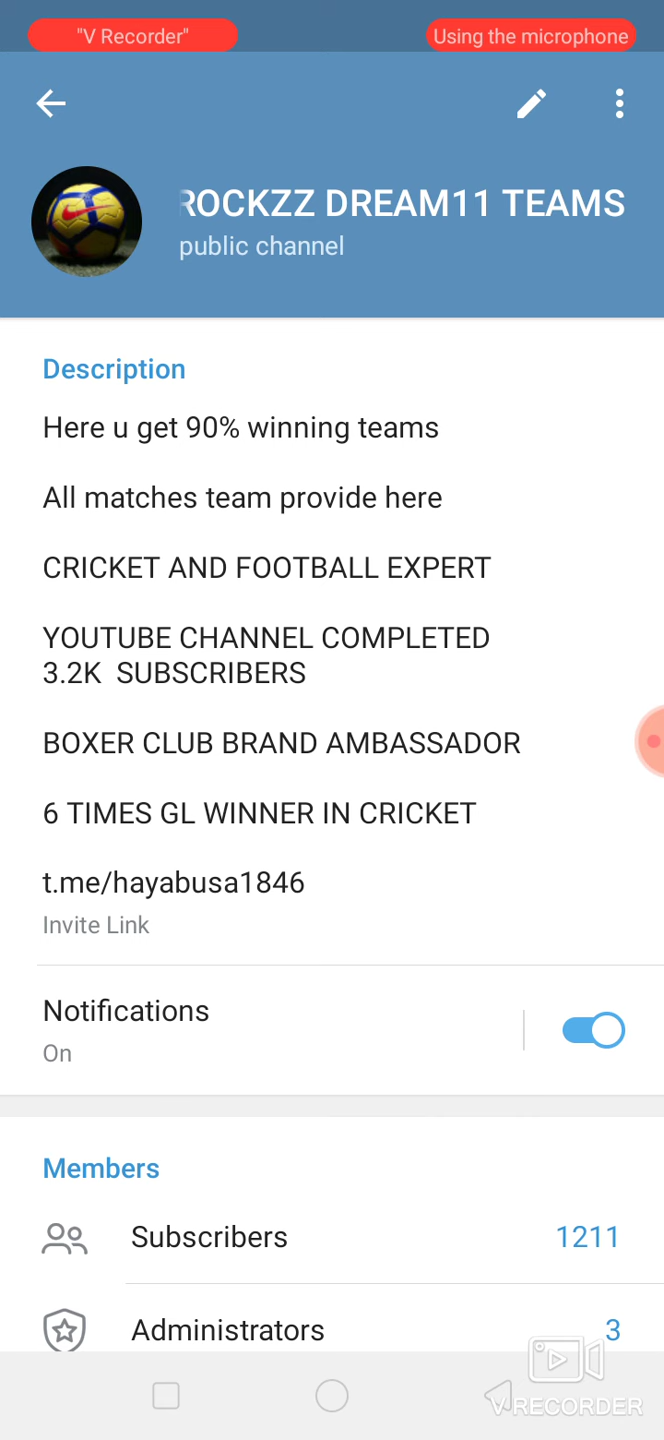 "V Recorder"
Using the microphone
ROCKZZ DREAM11 TEAMS
public channel
Description
Here u get 90% winning teams
All matches team provide here
CRICKET AND FOOTBALL EXPERT
YOUTUBE CHANNEL COMPLETED
3.2K  SUBSCRIBERS
BOXER CLUB BRAND AMBASSADOR
6 TIMES GL WINNER IN CRICKET
t.me/hayabusa1846
Invite Link
Notifications
On
Members
Subscribers 1211
Administrators 3
V RECORDER